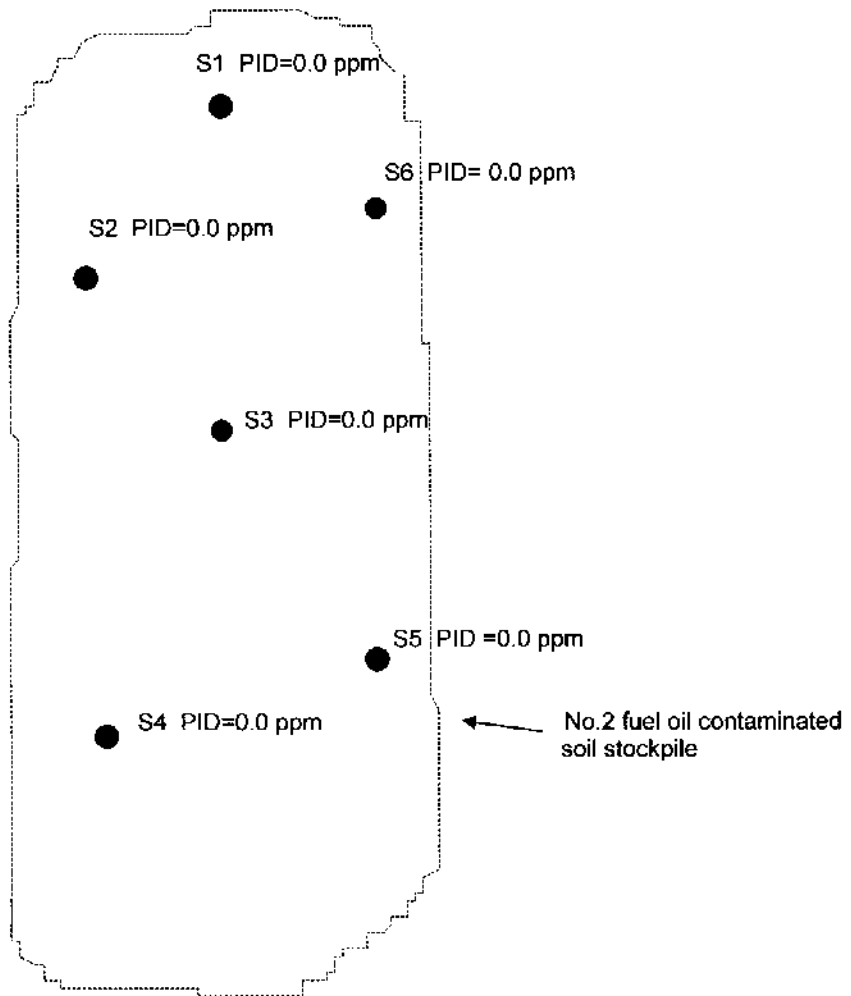 S1 PID=0.0 ppm
S6 PID= 0.0 ppm
S2 PID=0.0 ppm
S3 PID=0.0 ppm
S5 PID =0.0 ppm
S4 PID=0.0 ppm
No.2 fuel oil contaminated
soil stockpile